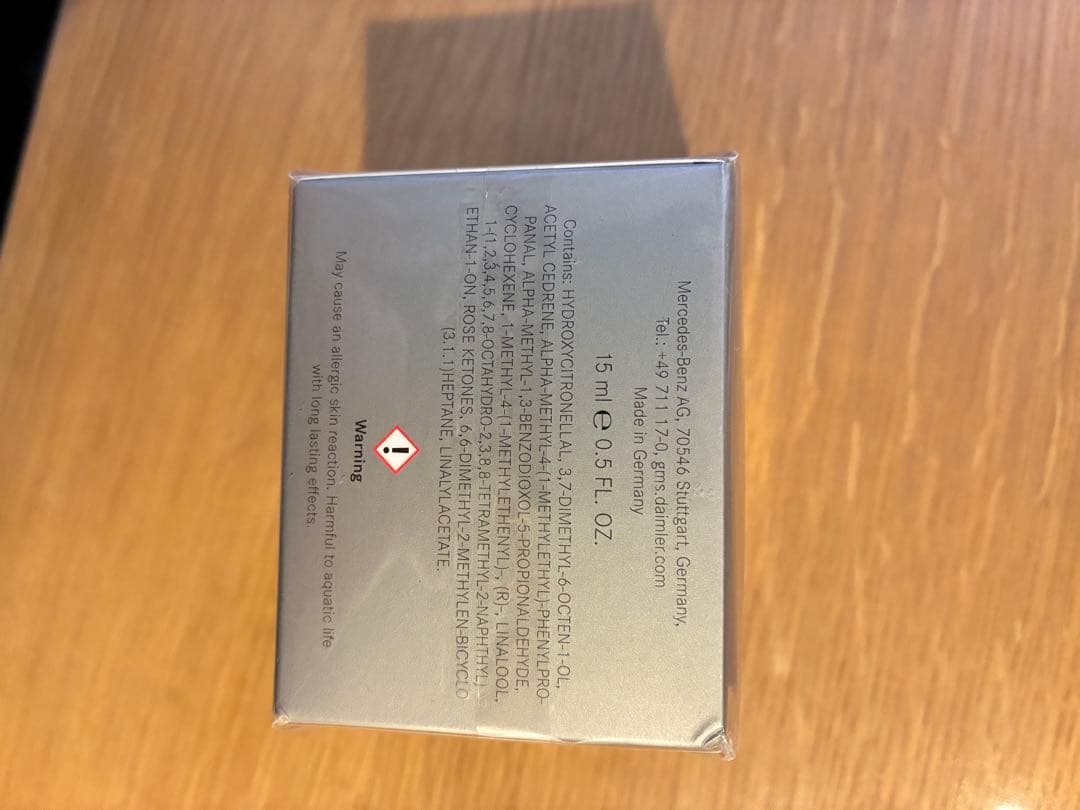 Mercedes-Benz AG, 70546 Stuttgart, Germany,
Tel.: +49 711 17-0, gms.daimler.com
Made in Germany
15 ml e 0.5 FL. OZ.
Contains: HYDROXYCITRONELLAL, 3,7-DIMETHYL-6-OCTEN-1-OL,
ACETYL CEDRENE, ALPHA-METHYL-4-(1-METHYLETHYL)-PHENYLPRO-
PANAL, ALPHA-METHYL-1,3-BENZODIOXOL-5-PROPIONALDEHYDE,
CYCLOHEXENE, 1-METHYL-4-(1-METHYLETHENYL)-, (R)-, LINALOOL,
1-(1,2,3,4,5,6,7,8-OCTAHYDRO-2,3,8,8-TETRAMETHYL-2-NAPHTHYL)
ETHAN-1-ON, ROSE KETONES, 6,6-DIMETHYL-2-METHYLEN-BICYCLO
(3.1.1)HEPTANE, LINALYLACETATE.
!
Warning
May cause an allergic skin reaction. Harmful to aquatic life
with long lasting effects.